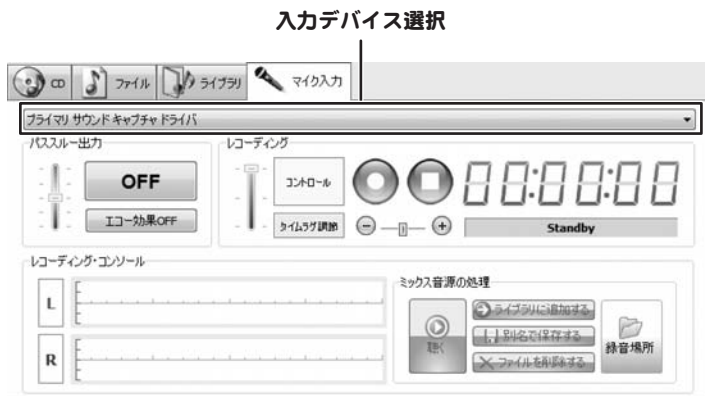 入力デバイス選択
CD ファイル ライブラリ マイク入力
プライマリ サウンド キャプチャ ドライバ
パススルー出力
OFF
エコー効果OFF
レコーディング
コントロール
タイムラグ調節
00:00:00
Standby
レコーディング・コンソール
L
R
ミックス音源の処理
聴く
ライブラリに追加する
別名で保存する
ファイルを削除する
録音場所